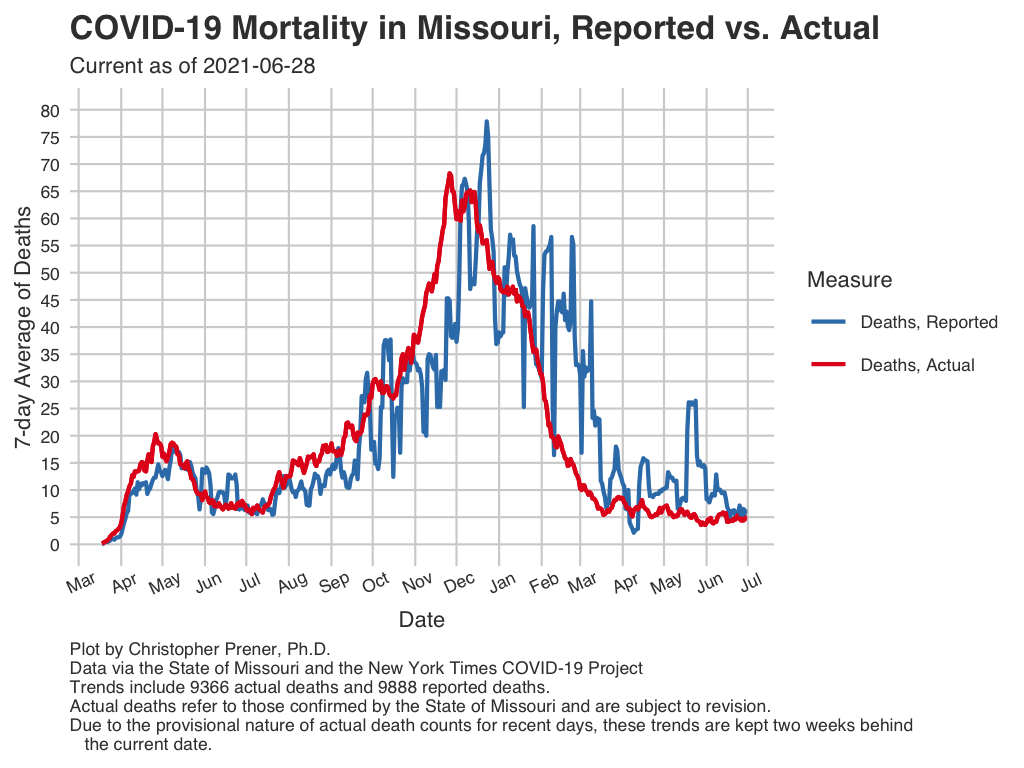 COVID-19 Mortality in Missouri, Reported vs. Actual
Current as of 2021-06-28
80
75
70
65
60
55
50
45
40
35
30
25
20
15
10
5
0
7-day Average of Deaths
Mar Apr May Jun Jul Aug Sep Oct Nov Dec Jan Feb Mar Apr May Jun Jul
Date
Measure
Deaths, Reported
Deaths, Actual
Plot by Christopher Prener, Ph.D.
Data via the State of Missouri and the New York Times COVID-19 Project
Trends include 9366 actual deaths and 9888 reported deaths.
Actual deaths refer to those confirmed by the State of Missouri and are subject to revision.
Due to the provisional nature of actual death counts for recent days, these trends are kept two weeks behind
the current date.